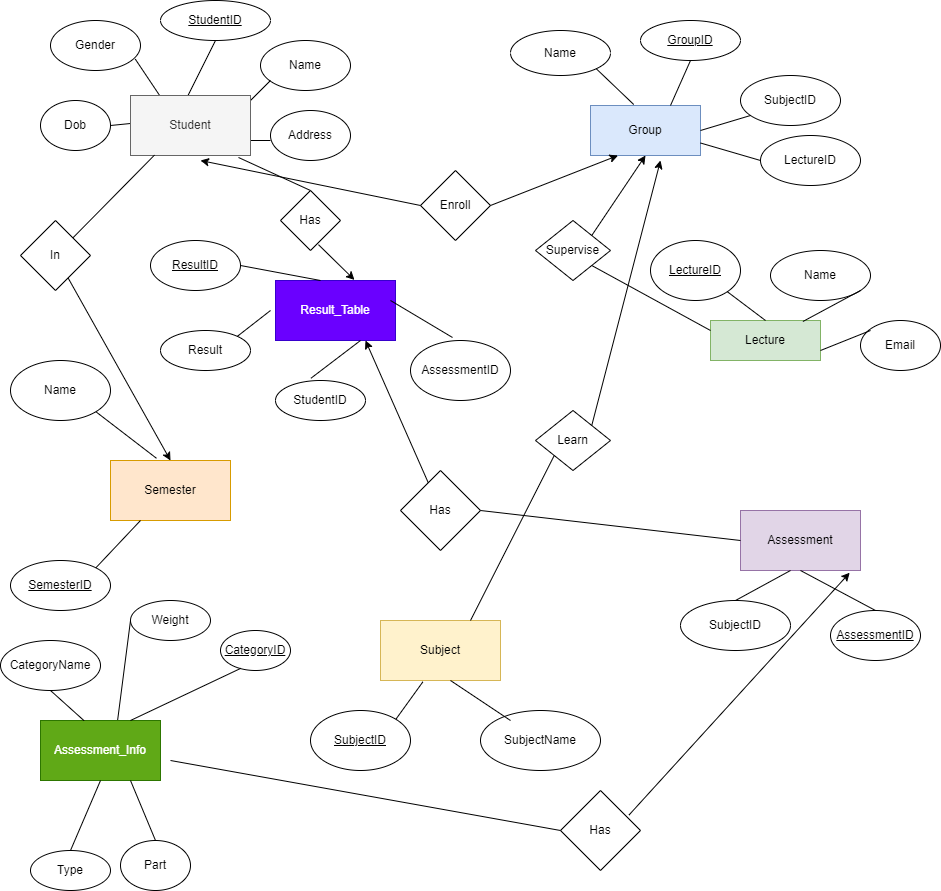 StudentID
Gender
Name
Dob
Student
Address
Name
GroupID
SubjectID
Group
LectureID
Enroll
Has
In
Supervise
ResultID
LectureID
Name
Result_Table
Lecture
Email
Result
AssessmentID
StudentID
Name
Learn
Semester
Has
Assessment
SemesterID
Weight
SubjectID
AssessmentID
CategoryName
CategoryID
Subject
Assessment_Info
SubjectID
SubjectName
Has
Type
Part